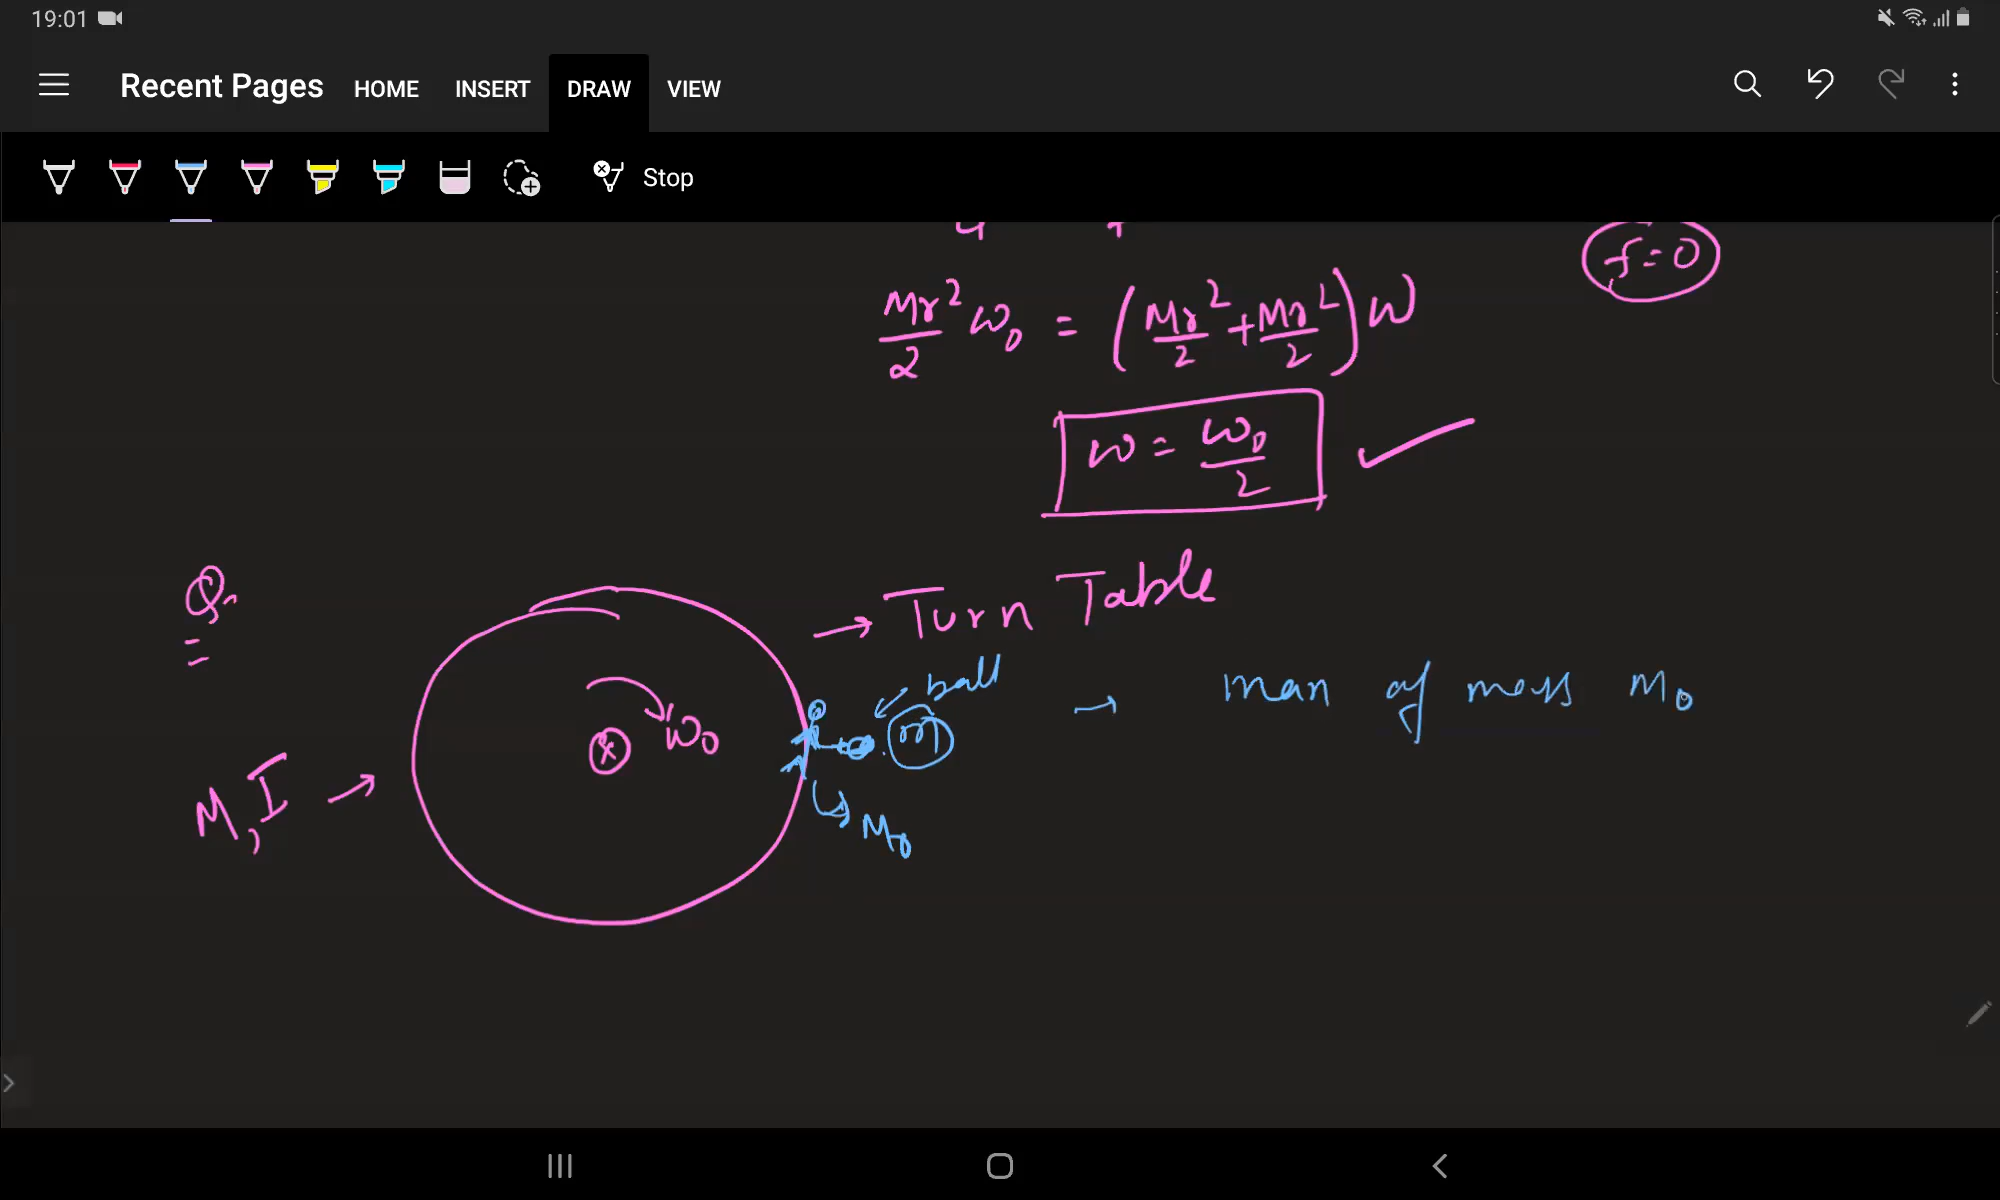 19:01
Recent Pages HOME INSERT DRAW VIEW
Stop
f=0
Mr²/2 ω₀ = (Mr²/2 + Mr²/2) ω
ω = ω₀/2
Q.
→ Turn Table
ball
→ man of mass M₀
ω₀
m
M, I →
M₀